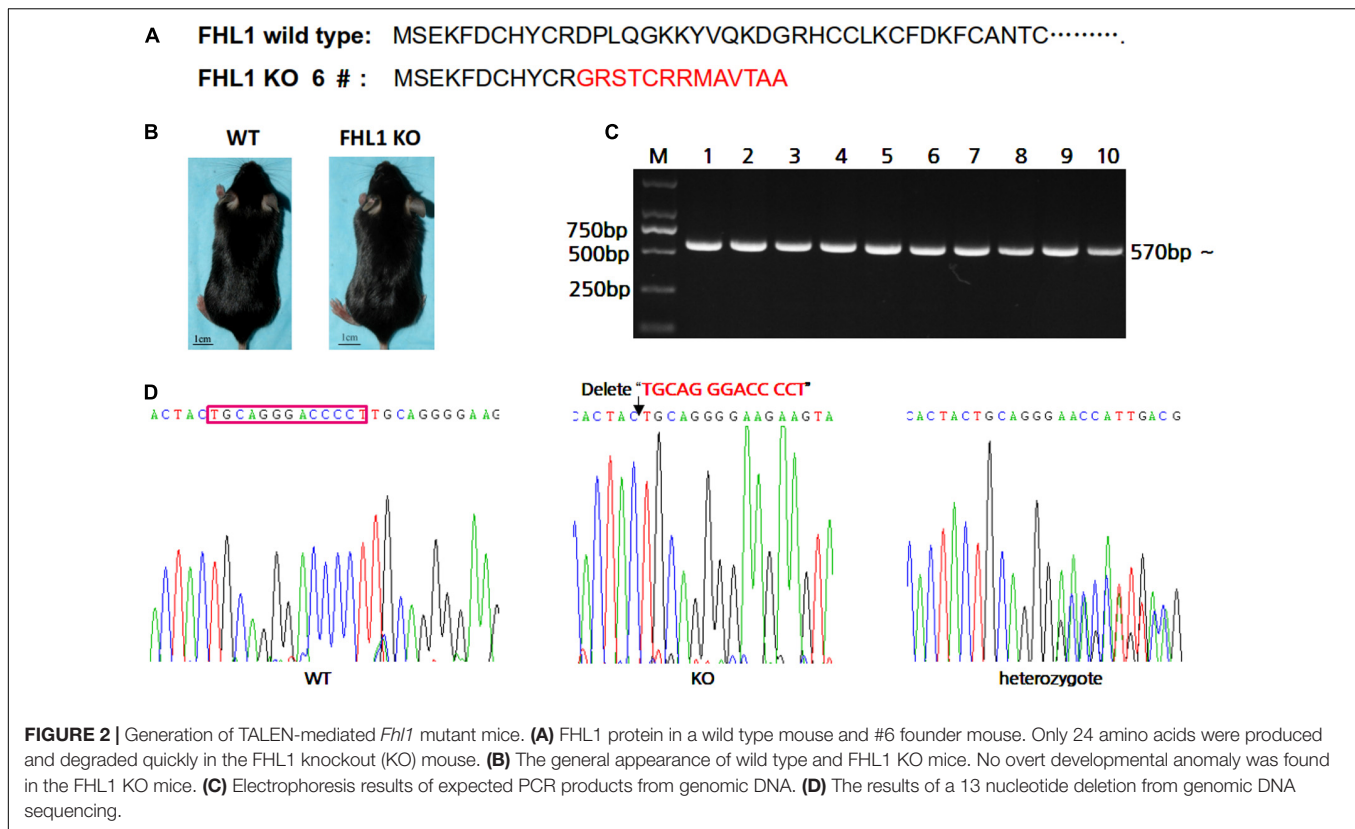 A FHL1 wild type: MSEKFDCHYCRDPLQGKKYVQKDGRHCCLKCFDKFCANTC⋯⋯⋯.
FHL1 KO 6 # : MSEKFDCHYCRGRSTCRRMAVTAA
B WT FHL1 KO
1cm 1cm
C M 1 2 3 4 5 6 7 8 9 10
750bp
500bp
250bp
570bp ~
D
ACTACTGCAGGGACCCCTTGCAGGGGAAG
WT
Delete "TGCAG GGACC CCT"
CACTACTGCAGGGGAAGAAGTA
KO
CACTACTGCAGGGAACCATTGACG
heterozygote
FIGURE 2 | Generation of TALEN-mediated Fhl1 mutant mice. (A) FHL1 protein in a wild type mouse and #6 founder mouse. Only 24 amino acids were produced
and degraded quickly in the FHL1 knockout (KO) mouse. (B) The general appearance of wild type and FHL1 KO mice. No overt developmental anomaly was found
in the FHL1 KO mice. (C) Electrophoresis results of expected PCR products from genomic DNA. (D) The results of a 13 nucleotide deletion from genomic DNA
sequencing.